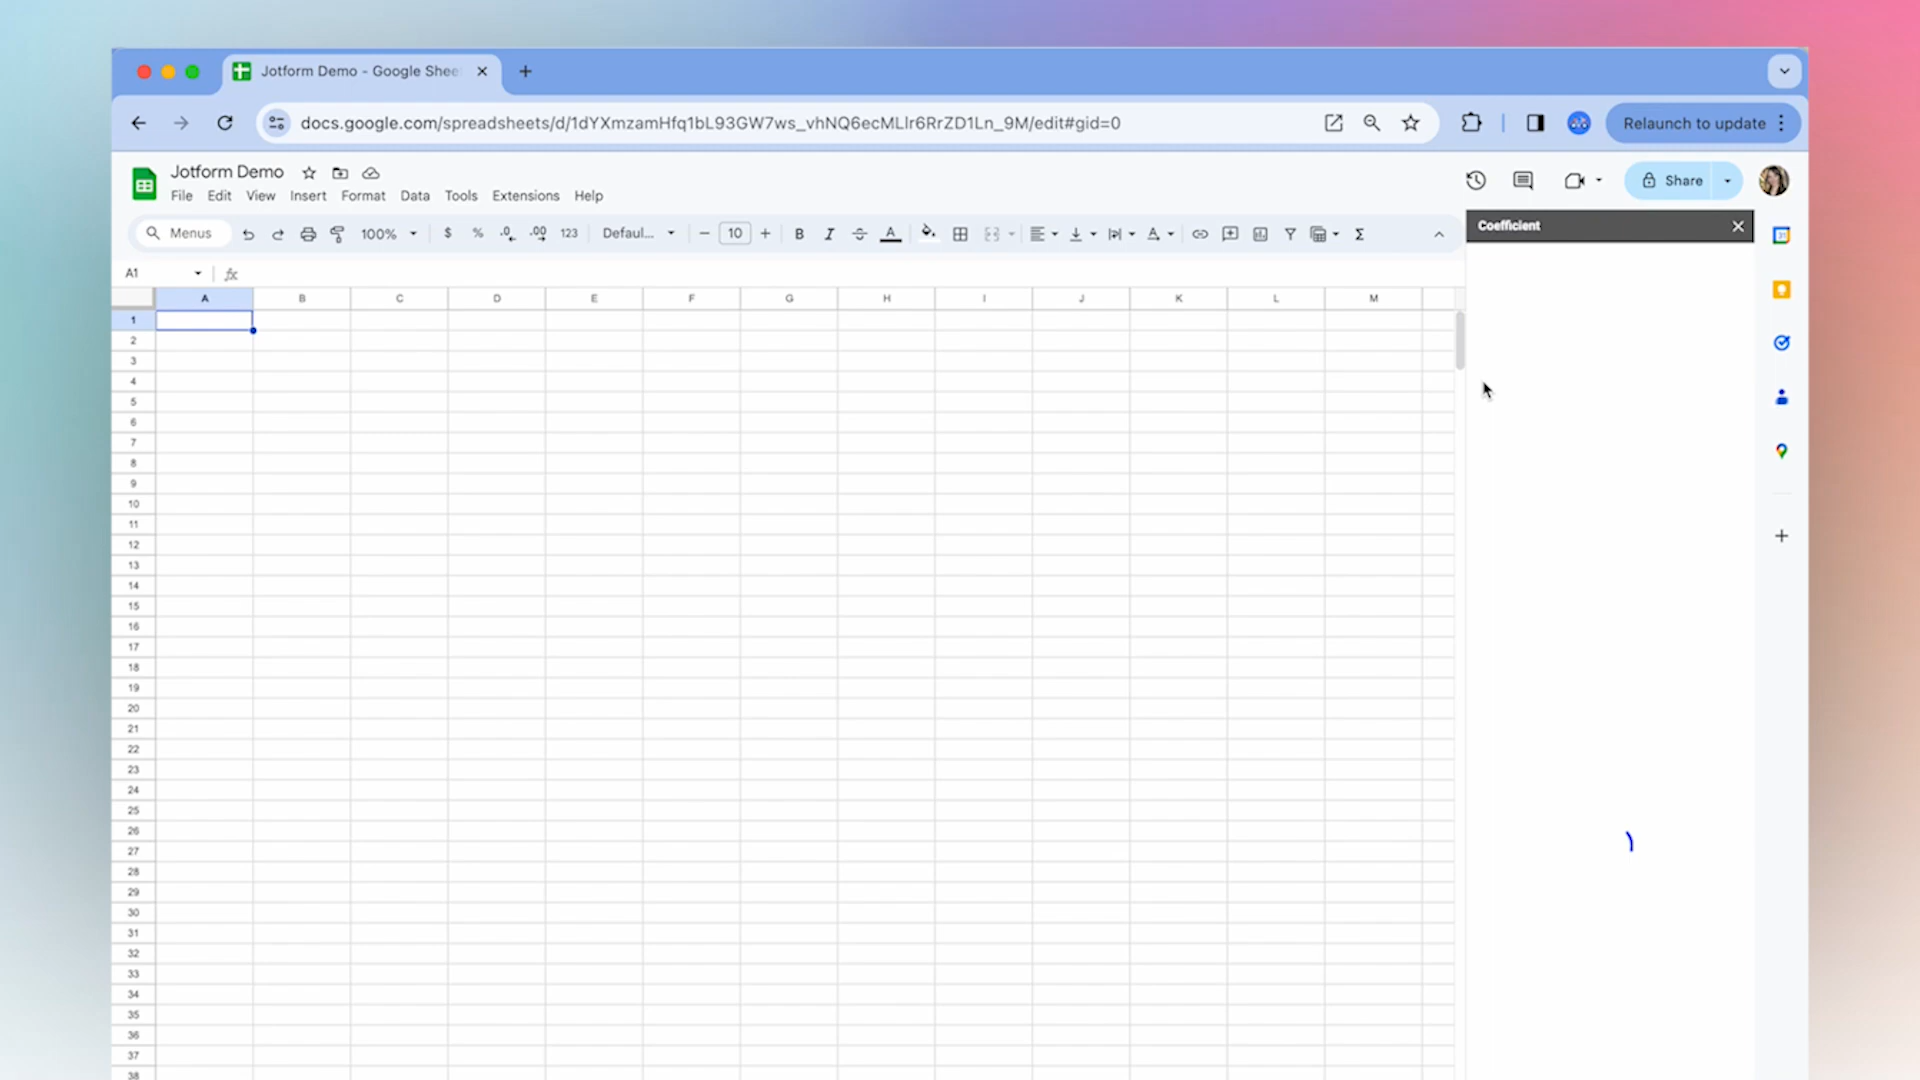 Jotform Demo - Google Shee
docs.google.com/spreadsheets/d/1dYXmzamHfq1bL93GW7ws_vhNQ6ecMLlr6RrZD1Ln_9M/edit#gid=0
Relaunch to update
Jotform Demo
File Edit View Insert Format Data Tools Extensions Help
Share
Menus
100%
$ % .0 .00 123
Defaul...
10
B I A A Σ
Coefficient
31
A1
fx
A B C D E F G H I J K L M
1
2
3
4
5
6
7
8
9
10
11
12
13
14
15
16
17
18
19
20
21
22
23
24
25
26
27
28
29
30
31
32
33
34
35
36
37
38